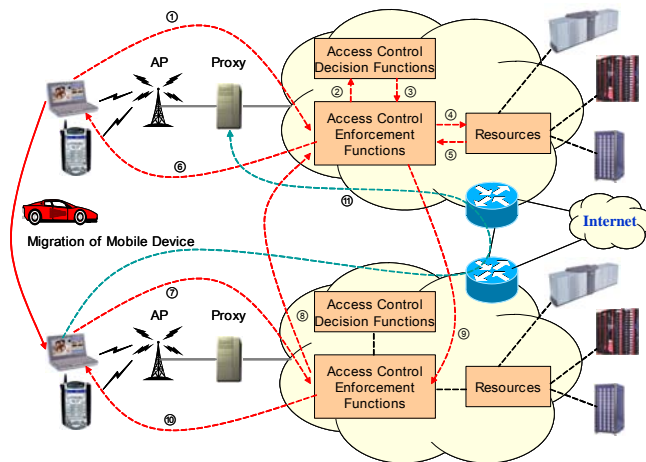 ①
AP
Proxy
Access Control
Decision Functions
②
③
Access Control
Enforcement
Functions
④
⑤
Resources
⑥
⑪
Internet
Migration of Mobile Device
⑦
AP
Proxy
⑧
Access Control
Decision Functions
⑨
Access Control
Enforcement
Functions
Resources
⑩